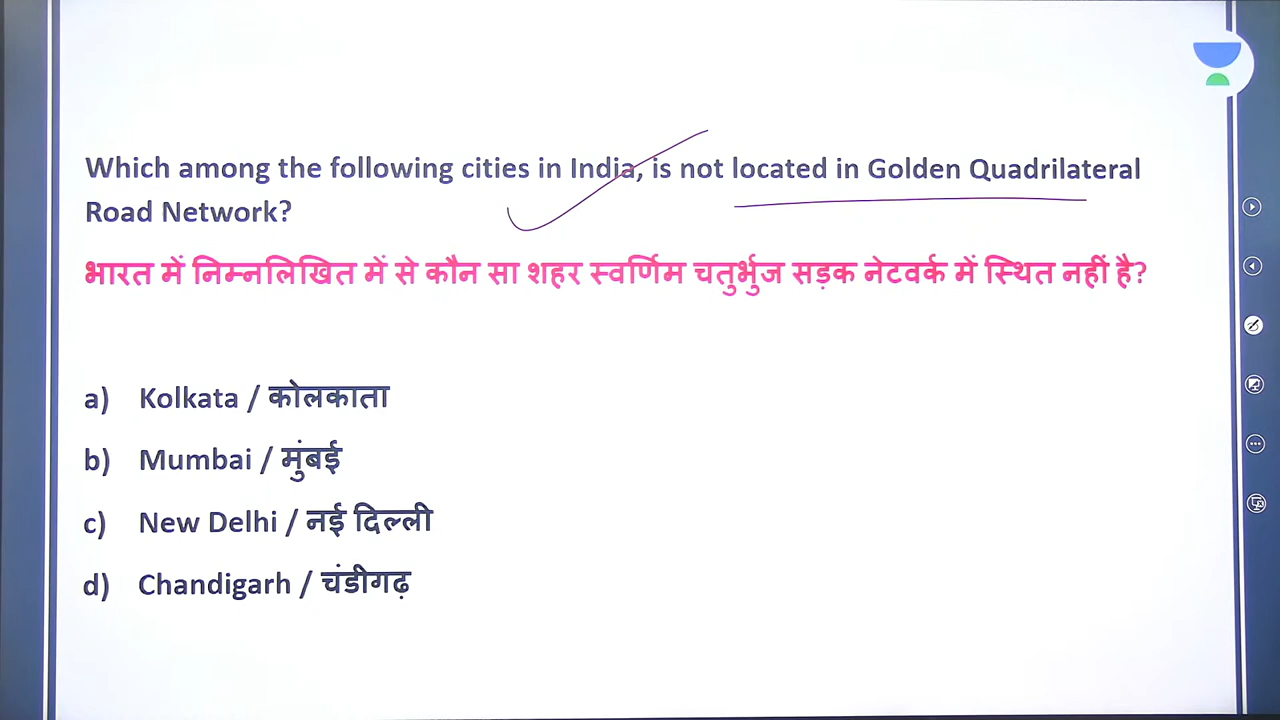 Which among the following cities in India, is not located in Golden Quadrilateral
Road Network?
भारत में निम्नलिखित में से कौन सा शहर स्वर्णिम चतुर्भुज सड़क नेटवर्क में स्थित नहीं है?
a) Kolkata / कोलकाता
b) Mumbai / मुंबई
c) New Delhi / नई दिल्ली
d) Chandigarh / चंडीगढ़